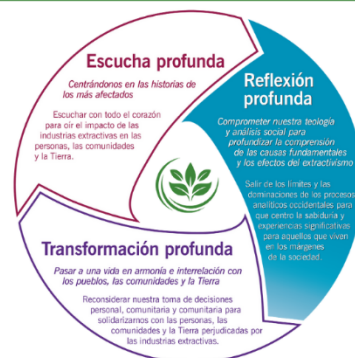 Escucha profunda
Centrándonos en las historias de
los más afectados
Escuchar con todo el corazón
para oír el impacto de las
industrias extractivas en las
personas, las comunidades
y la Tierra.
Reflexión
profunda
Comprometer nuestra teología
y análisis social para
profundizar la comprensión
de las causas fundamentales
y los efectos del extractivismo
Salir de los límites y las
dominaciones de los procesos
analíticos occidentales para
que centro la sabiduría y
experiencias significativas
para aquellos que viven
en los márgenes
de la sociedad.
Transformación profunda
Pasar a una vida en armonía e interrelación con
los pueblos, las comunidades y la Tierra
Reconsiderar nuestra toma de decisiones
personal, comunitaria y comunitaria para
solidarizarnos con las personas, las
comunidades y la Tierra perjudicadas por
las industrias extractivas.